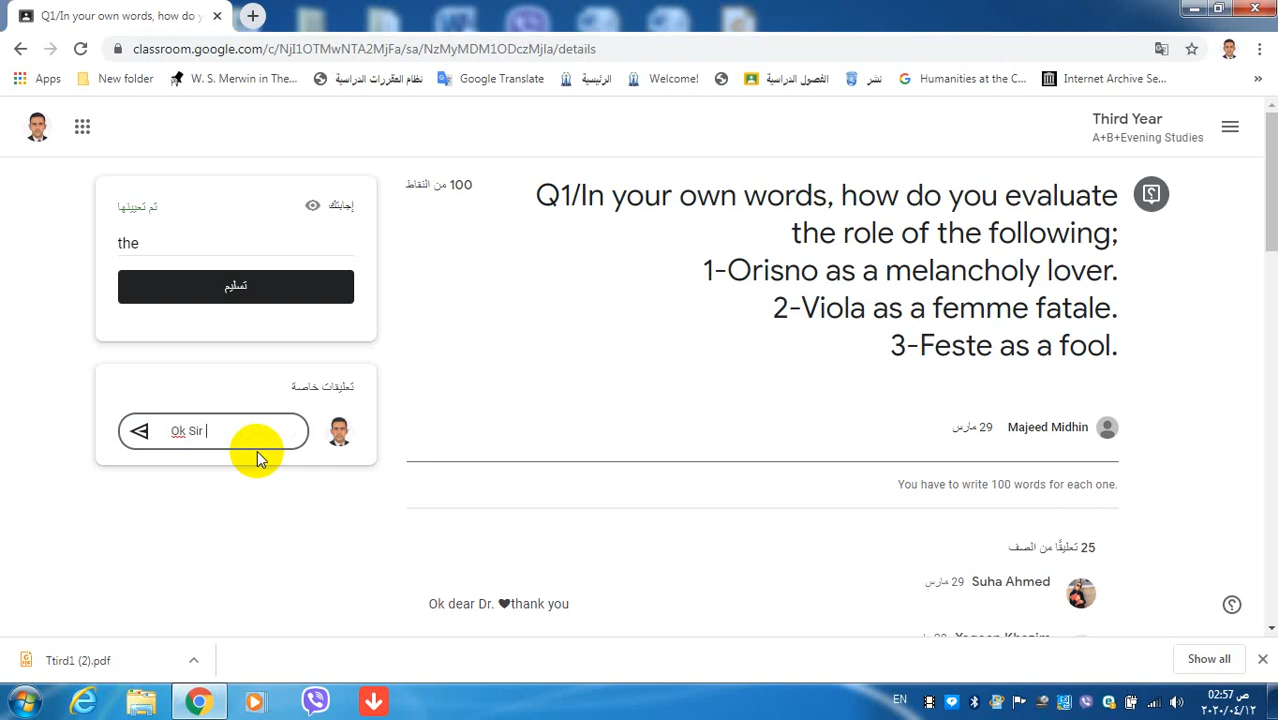 Q1/In your own words, how do y
classroom.google.com/c/NjI1OTMwNTA2MjFa/sa/NzMyMDM1ODczMjIa/details
Apps
New folder
W. S. Merwin in The...
نظام المقررات الدراسية
Google Translate
الرئيسية
Welcome!
الفصول الدراسية
نشر
Humanities at the C...
Internet Archive Se...
»
Third Year
A+B+Evening Studies
Q1/In your own words, how do you evaluate
the role of the following;
1-Orisno as a melancholy lover.
2-Viola as a femme fatale.
3-Feste as a fool.
100 من النقاط
Majeed Midhin
29 مارس
You have to write 100 words for each one.
25 تعليقًا من الصف
Suha Ahmed
29 مارس
Ok dear Dr. ❤thank you
إجابتك
تم تعيينها
the
تسليم
تعليقات خاصة
Ok Sir
Ttird1 (2).pdf
Show all
EN
02:57 ص
٢٠٢٠/٠٤/١٢